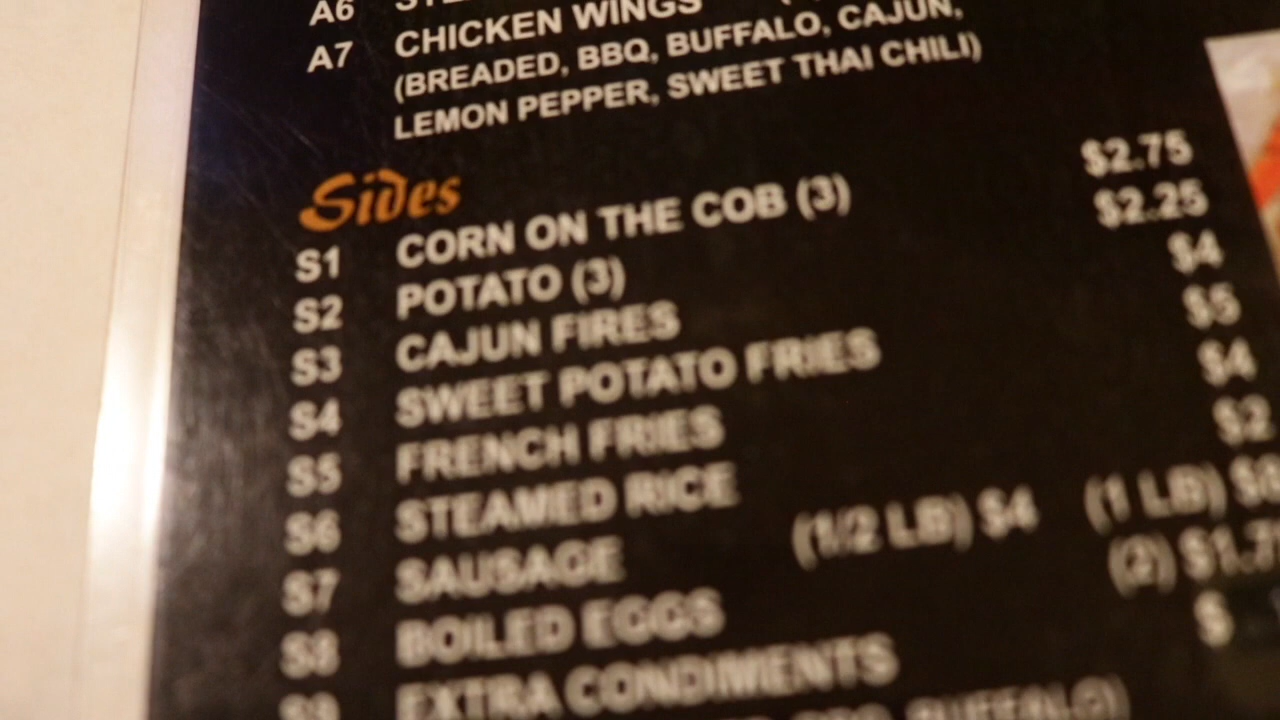 A6
A7 CHICKEN WINGS
(BREADED, BBQ, BUFFALO, CAJUN,
LEMON PEPPER, SWEET THAI CHILI)
Sides
S1 CORN ON THE COB (3) $2.75
S2 POTATO (3) $2.25
S3 CAJUN FIRES $4
S4 SWEET POTATO FRIES $5
S5 FRENCH FRIES $4
S6 STEAMED RICE $2
S7 SAUSAGE (1/2 LB) $4 (1 LB)
S8 BOILED EGGS (2)
S9 EXTRA CONDIMENTS $
BUFFALO)